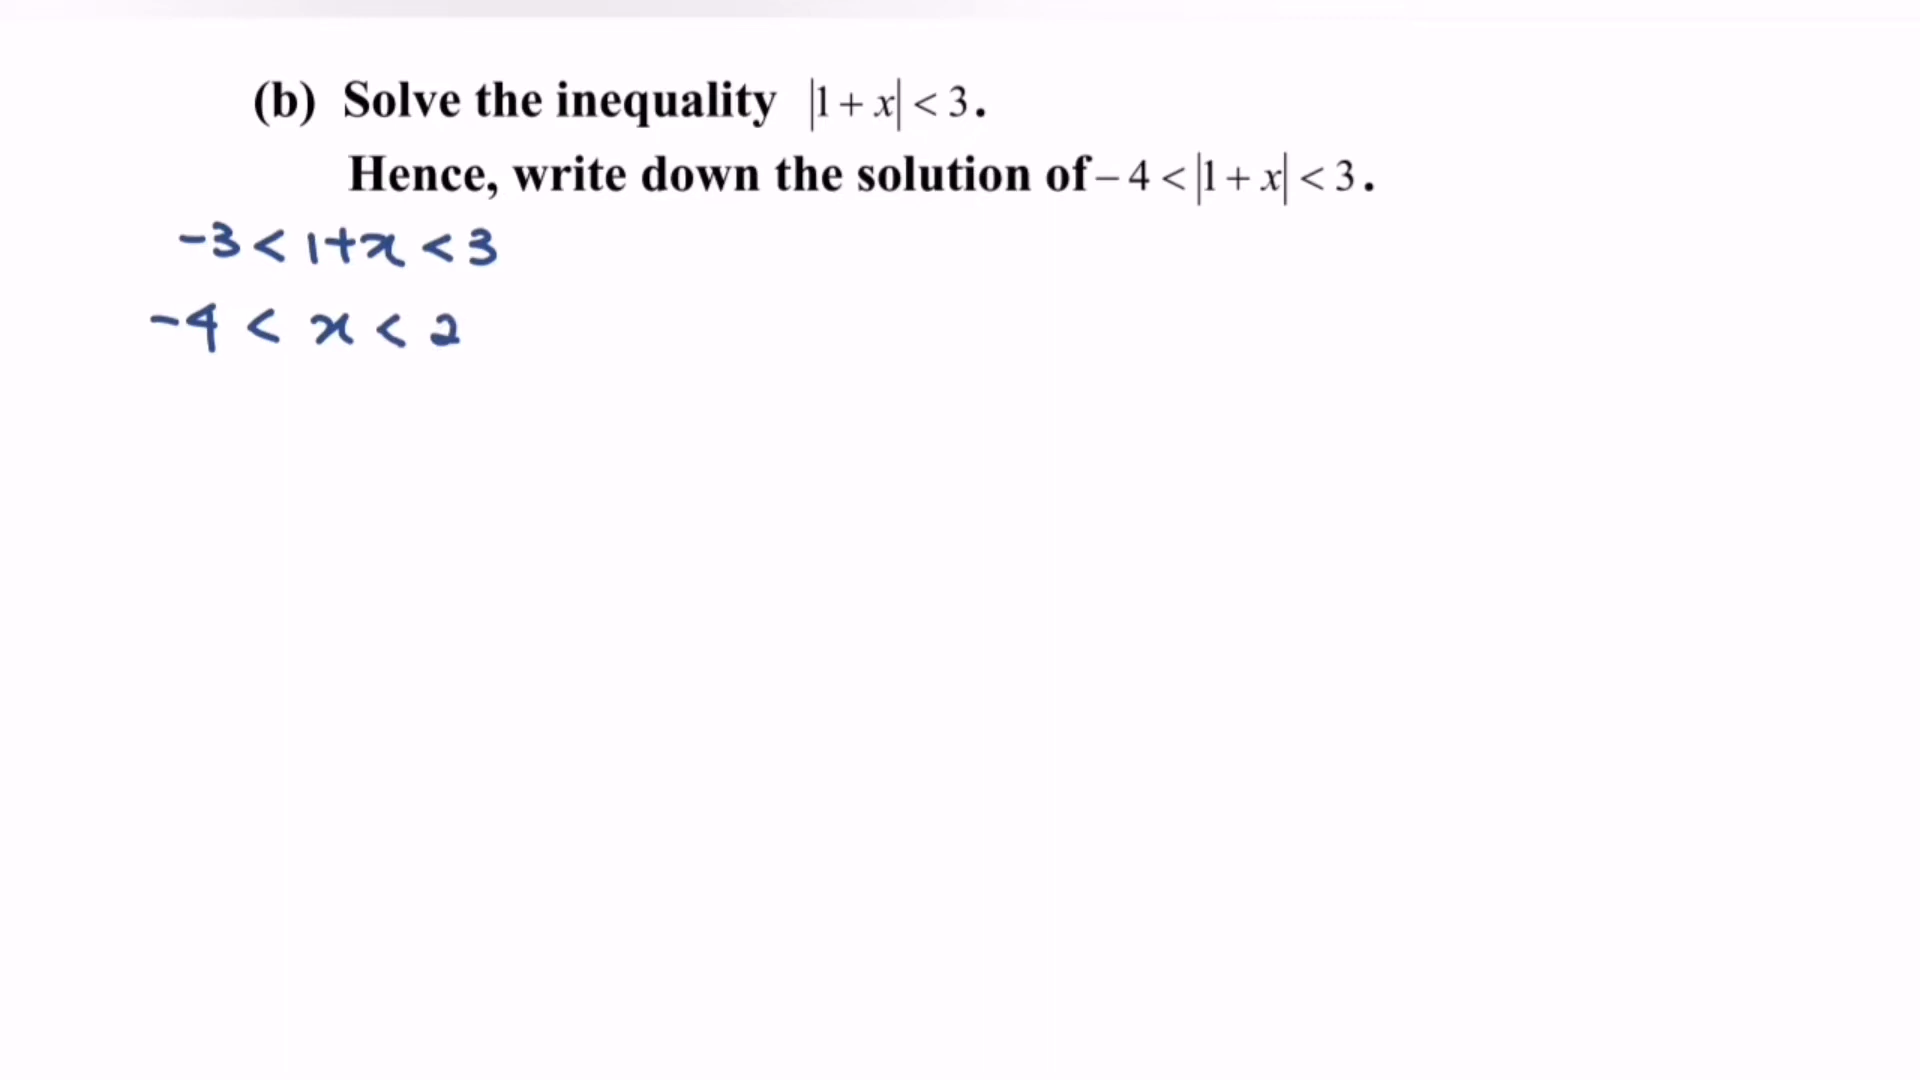 (b) Solve the inequality |1 + x| < 3.
Hence, write down the solution of – 4 < |1 + x| < 3.
-3 < 1+x < 3
-4 < x < 2